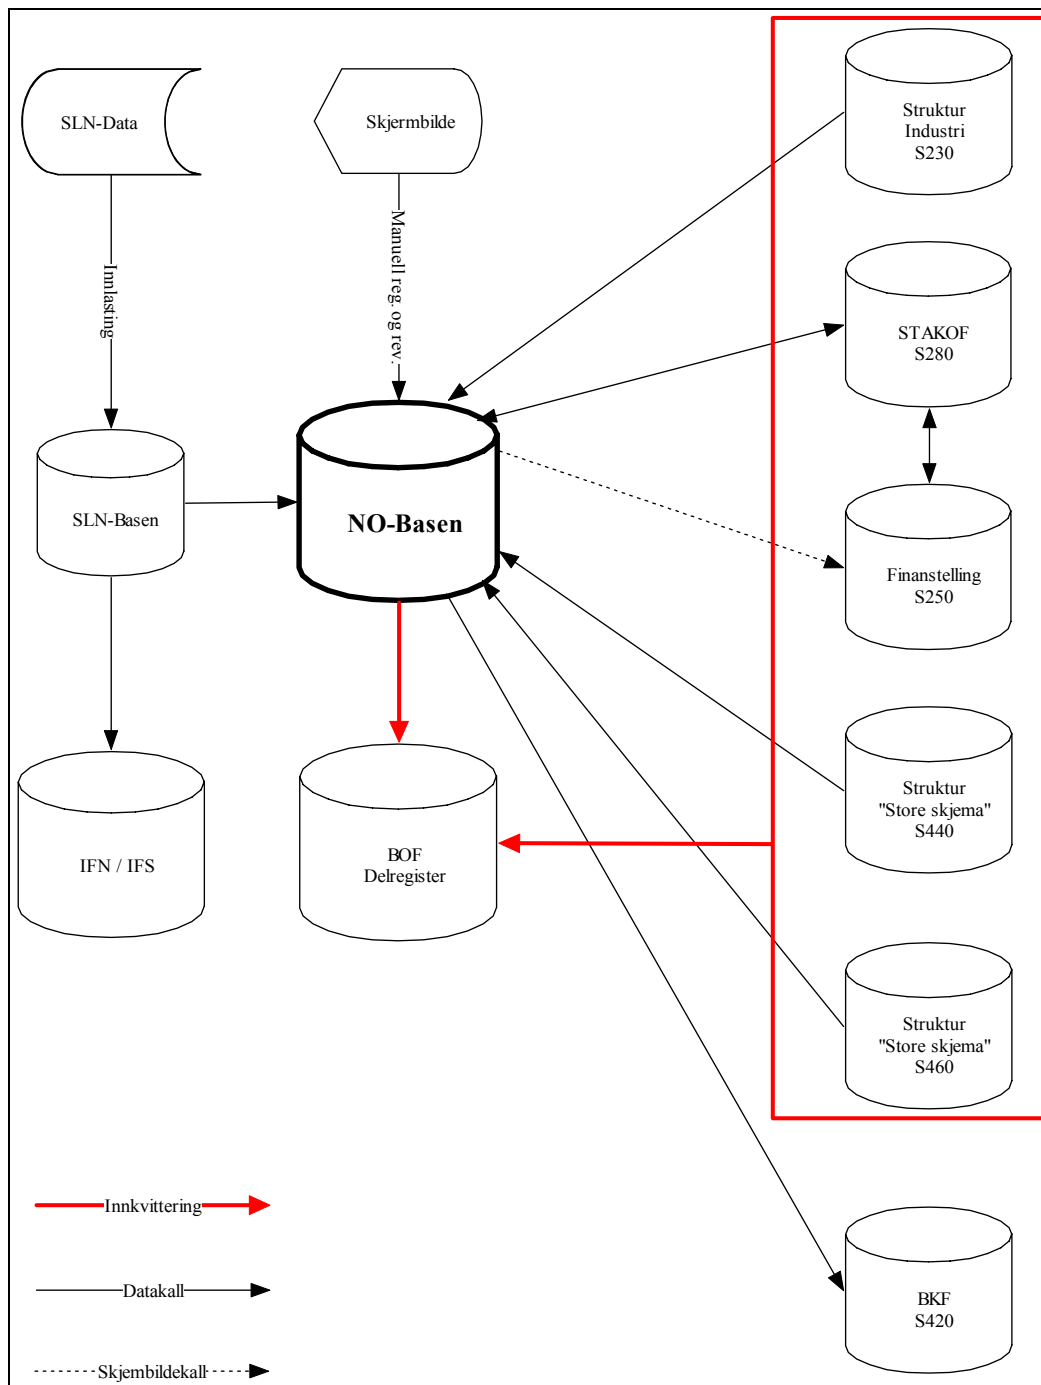 SLN-Data
Skjermbilde
Struktur
Industri
S230
Innlasting
Manuell reg. og rev.
STAKOF
S280
SLN-Basen
NO-Basen
Finanstelling
S250
Struktur
"Store skjema"
S440
IFN / IFS
BOF
Delregister
Struktur
"Store skjema"
S460
Innkvittering
Datakall
Skjembildekall
BKF
S420